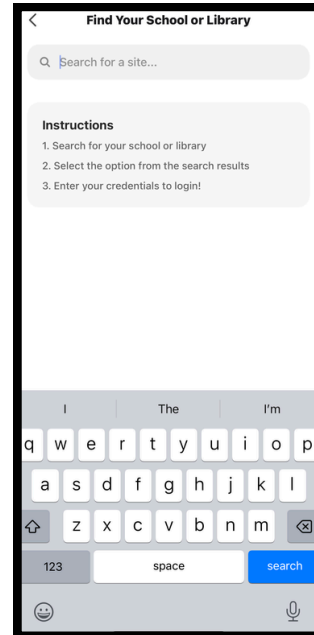 Find Your School or Library
Search for a site...
Instructions
1. Search for your school or library
2. Select the option from the search results
3. Enter your credentials to login!
I The I'm
q w e r t y u i o p
a s d f g h j k l
z x c v b n m
123 space search